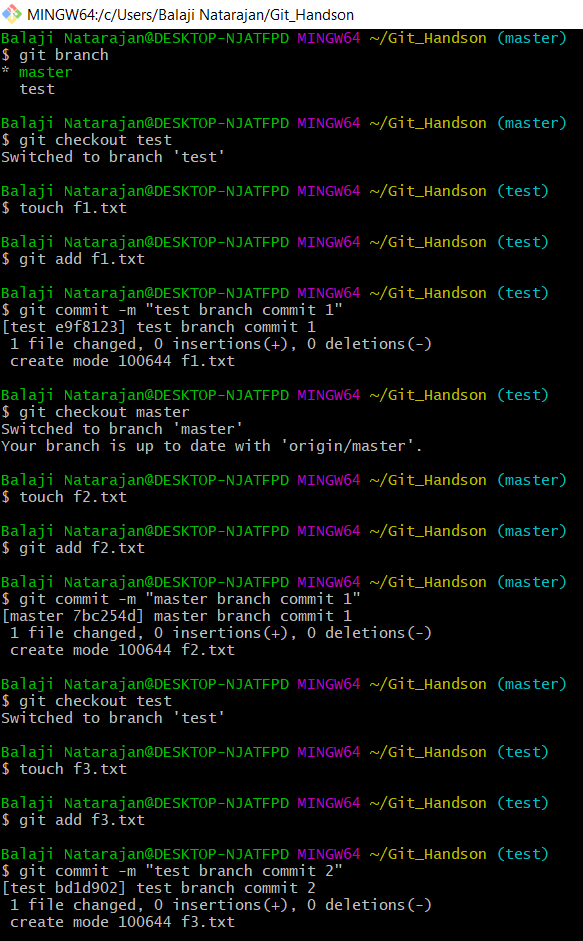 MINGW64:/c/Users/Balaji Natarajan/Git_Handson
Balaji Natarajan@DESKTOP-NJATFPD MINGW64 ~/Git_Handson (master)
$ git branch
* master
  test
Balaji Natarajan@DESKTOP-NJATFPD MINGW64 ~/Git_Handson (master)
$ git checkout test
Switched to branch 'test'
Balaji Natarajan@DESKTOP-NJATFPD MINGW64 ~/Git_Handson (test)
$ touch f1.txt
Balaji Natarajan@DESKTOP-NJATFPD MINGW64 ~/Git_Handson (test)
$ git add f1.txt
Balaji Natarajan@DESKTOP-NJATFPD MINGW64 ~/Git_Handson (test)
$ git commit -m "test branch commit 1"
[test e9f8123] test branch commit 1
 1 file changed, 0 insertions(+), 0 deletions(-)
 create mode 100644 f1.txt
Balaji Natarajan@DESKTOP-NJATFPD MINGW64 ~/Git_Handson (test)
$ git checkout master
Switched to branch 'master'
Your branch is up to date with 'origin/master'.
Balaji Natarajan@DESKTOP-NJATFPD MINGW64 ~/Git_Handson (master)
$ touch f2.txt
Balaji Natarajan@DESKTOP-NJATFPD MINGW64 ~/Git_Handson (master)
$ git add f2.txt
Balaji Natarajan@DESKTOP-NJATFPD MINGW64 ~/Git_Handson (master)
$ git commit -m "master branch commit 1"
[master 7bc254d] master branch commit 1
 1 file changed, 0 insertions(+), 0 deletions(-)
 create mode 100644 f2.txt
Balaji Natarajan@DESKTOP-NJATFPD MINGW64 ~/Git_Handson (master)
$ git checkout test
Switched to branch 'test'
Balaji Natarajan@DESKTOP-NJATFPD MINGW64 ~/Git_Handson (test)
$ touch f3.txt
Balaji Natarajan@DESKTOP-NJATFPD MINGW64 ~/Git_Handson (test)
$ git add f3.txt
Balaji Natarajan@DESKTOP-NJATFPD MINGW64 ~/Git_Handson (test)
$ git commit -m "test branch commit 2"
[test bd1d902] test branch commit 2
 1 file changed, 0 insertions(+), 0 deletions(-)
 create mode 100644 f3.txt